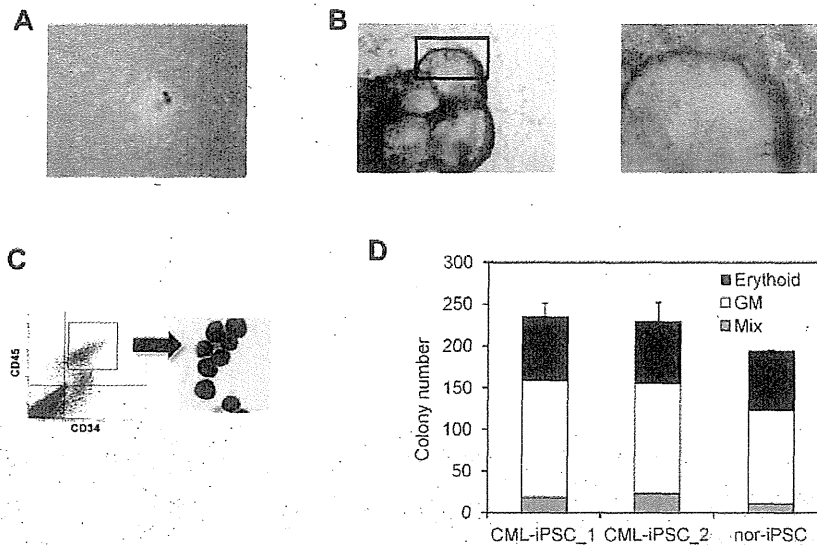 A
B
C
CD45
CD34
D
300
250
200
150
100
50
0
Colony number
Erythoid
GM
Mix
CML-iPSC_1 CML-iPSC_2 nor-iPSC